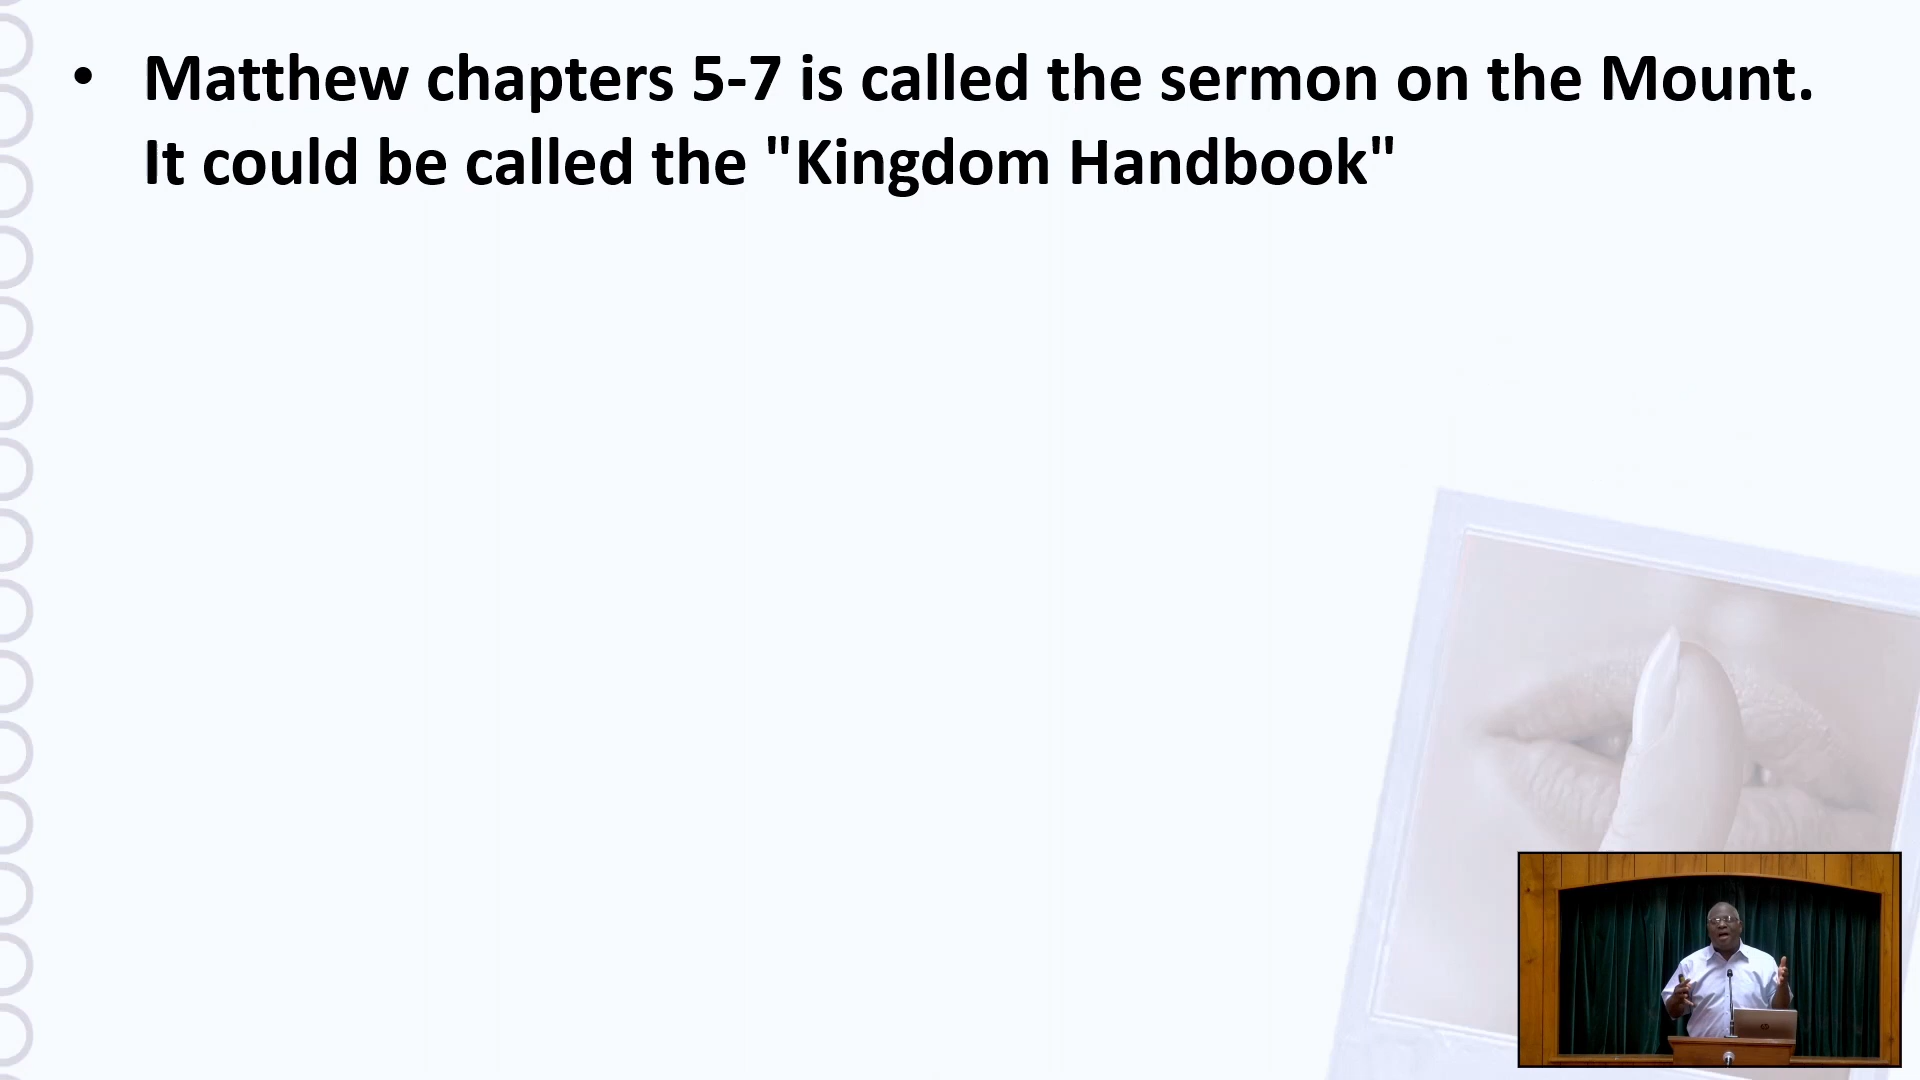 • Matthew chapters 5-7 is called the sermon on the Mount.
It could be called the "Kingdom Handbook"